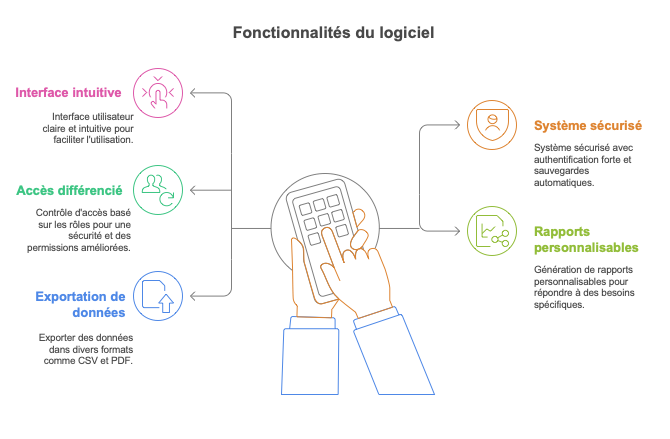 Fonctionnalités du logiciel
Interface intuitive
Interface utilisateur
claire et intuitive pour
faciliter l'utilisation.
Accès différencié
Contrôle d'accès basé
sur les rôles pour une
sécurité et des
permissions améliorées.
Exportation de
données
Exporter des données
dans divers formats
comme CSV et PDF.
Système sécurisé
Système sécurisé avec
authentification forte et
sauvegardes
automatiques.
Rapports
personnalisables
Génération de rapports
personnalisables pour
répondre à des besoins
spécifiques.